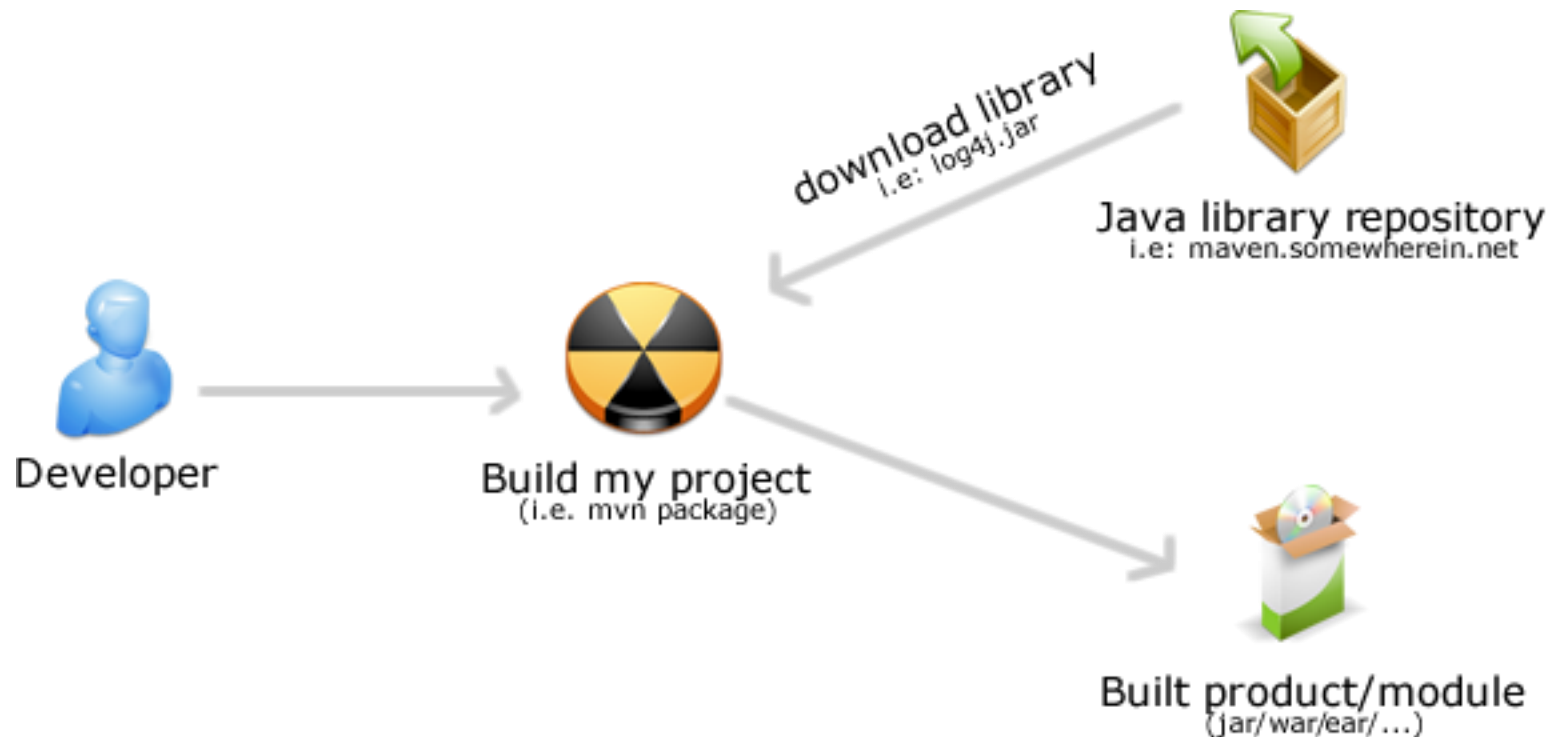 download library
i.e: log4j.jar
Java library repository
i.e: maven.somewherein.net
Developer
Build my project
(i.e. mvn package)
Built product/module
(jar/war/ear/...)